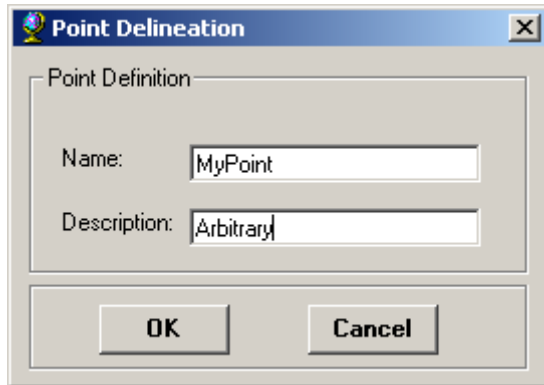 Point Delineation
Point Definition
Name: MyPoint
Description: Arbitrary
OK Cancel